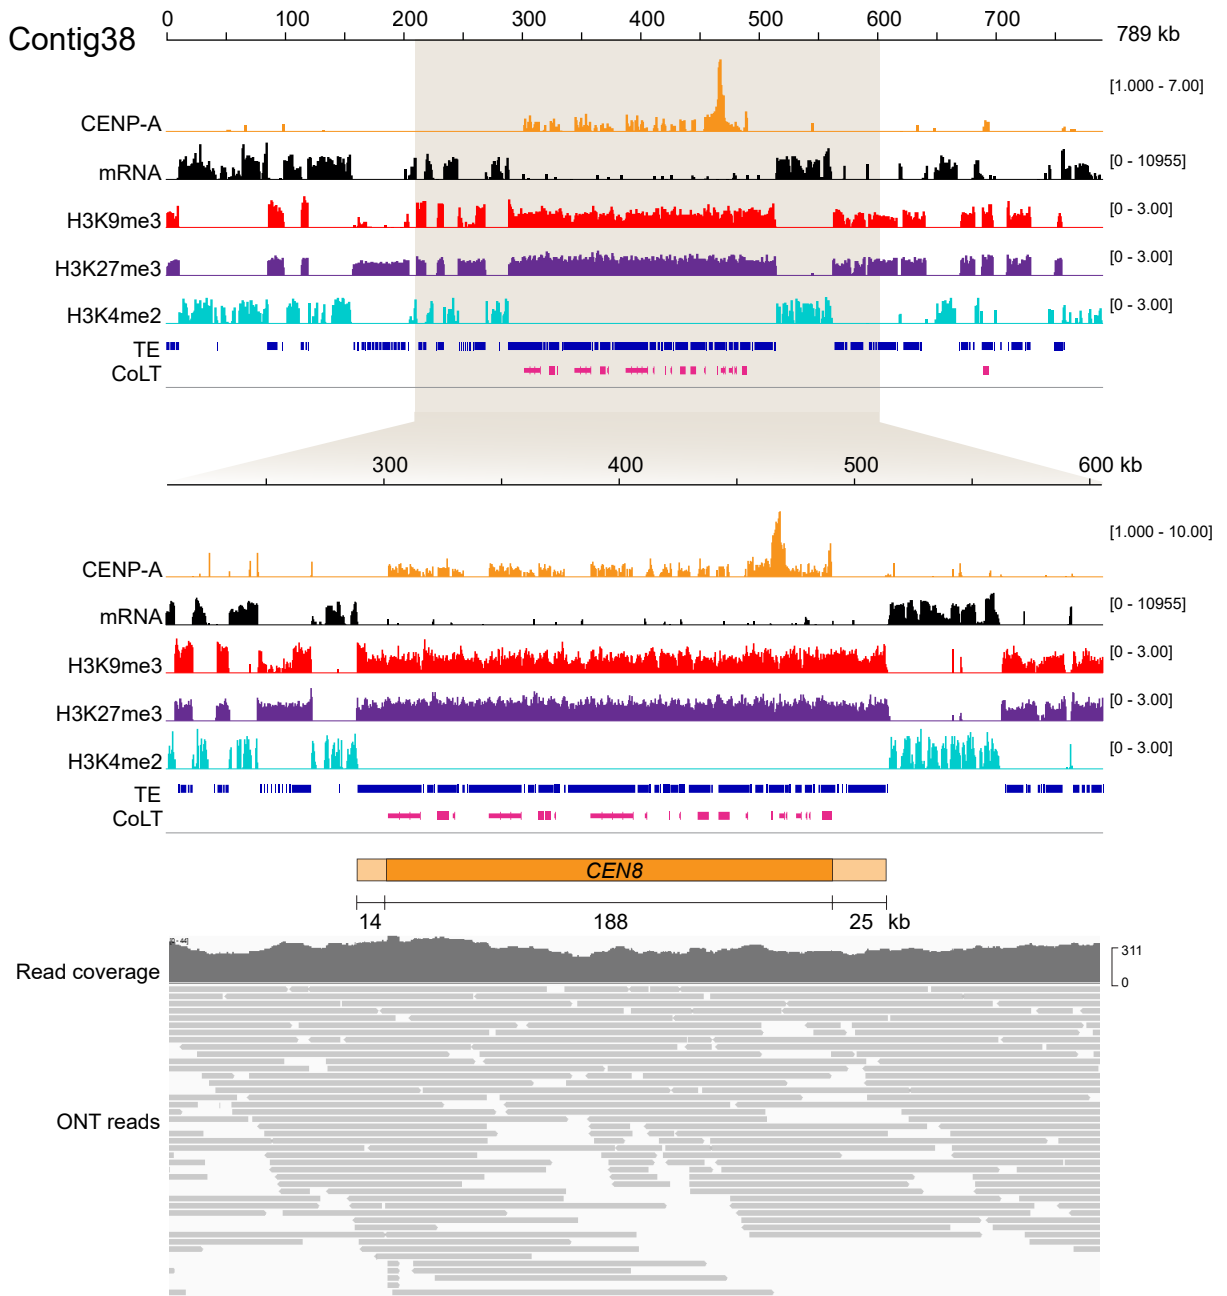 0 100 200 300 400 500 600 700
Contig38
789 kb
[1.000 - 7.00]
CENP-A
mRNA
[0 - 10955]
H3K9me3
[0 - 3.00]
H3K27me3
[0 - 3.00]
H3K4me2
[0 - 3.00]
TE
CoLT
300 400 500 600 kb
[1.000 - 10.00]
CENP-A
mRNA
[0 - 10955]
H3K9me3
[0 - 3.00]
H3K27me3
[0 - 3.00]
H3K4me2
[0 - 3.00]
TE
CoLT
CEN8
14 188 25 kb
Read coverage
311
0
ONT reads